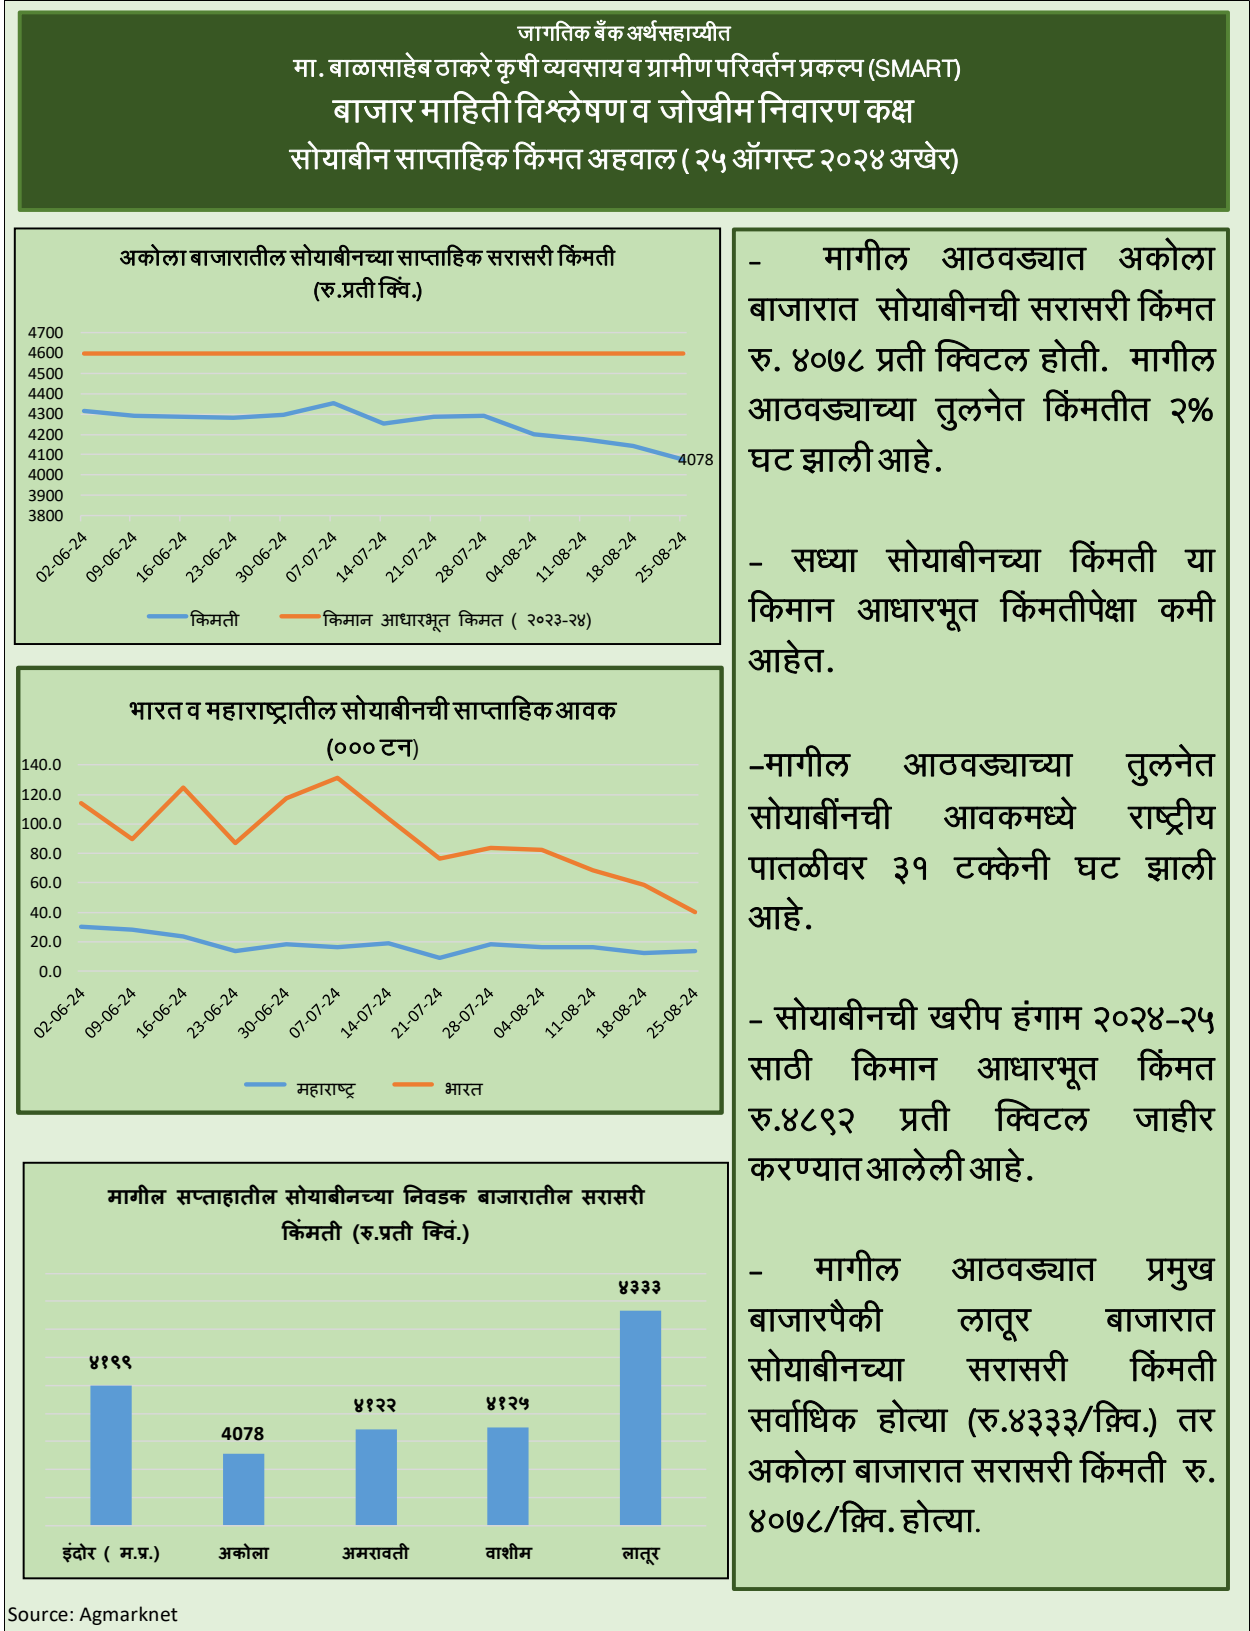 जागतिक बँक अर्थसहाय्यीत
मा. बाळासाहेब ठाकरे कृषी व्यवसाय व ग्रामीण परिवर्तन प्रकल्प (SMART)
बाजार माहिती विश्लेषण व जोखीम निवारण कक्ष
सोयाबीन साप्ताहिक किंमत अहवाल ( २५ ऑगस्ट २०२४ अखेर)
अकोला बाजारातील सोयाबीनच्या साप्ताहिक सरासरी किंमती
(रु.प्रती क्विं.)
4700
4600
4500
4400
4300
4200
4100
4000
3900
3800
4078
02-06-24
09-06-24
16-06-24
23-06-24
30-06-24
07-07-24
14-07-24
21-07-24
28-07-24
04-08-24
11-08-24
18-08-24
25-08-24
किमती
किमान आधारभूत किमत ( २०२३-२४)
भारत व महाराष्ट्रातील सोयाबीनची साप्ताहिक आवक
(००० टन)
140.0
120.0
100.0
80.0
60.0
40.0
20.0
0.0
02-06-24
09-06-24
16-06-24
23-06-24
30-06-24
07-07-24
14-07-24
21-07-24
28-07-24
04-08-24
11-08-24
18-08-24
25-08-24
महाराष्ट्र
भारत
मागील सप्ताहातील सोयाबीनच्या निवडक बाजारातील सरासरी
किंमती (रु.प्रती क्विं.)
४१९९
4078
४१२२
४१२५
४३३३
इंदोर ( म.प्र.)
अकोला
अमरावती
वाशीम
लातूर
- मागील आठवड्यात अकोला
बाजारात सोयाबीनची सरासरी किंमत
रु. ४०७८ प्रती क्विंटल होती. मागील
आठवड्याच्या तुलनेत किंमतीत २%
घट झाली आहे.
- सध्या सोयाबीनच्या किंमती या
किमान आधारभूत किंमतीपेक्षा कमी
आहेत.
-मागील आठवड्याच्या तुलनेत
सोयाबींनची आवकमध्ये राष्ट्रीय
पातळीवर ३१ टक्केनी घट झाली
आहे.
- सोयाबीनची खरीप हंगाम २०२४-२५
साठी किमान आधारभूत किंमत
रु.४८९२ प्रती क्विंटल जाहीर
करण्यात आलेली आहे.
- मागील आठवड्यात प्रमुख
बाजारपैकी लातूर बाजारात
सोयाबीनच्या सरासरी किंमती
सर्वाधिक होत्या (रु.४३३३/क़्वि.) तर
अकोला बाजारात सरासरी किंमती रु.
४०७८/क़्वि. होत्या.
Source: Agmarknet